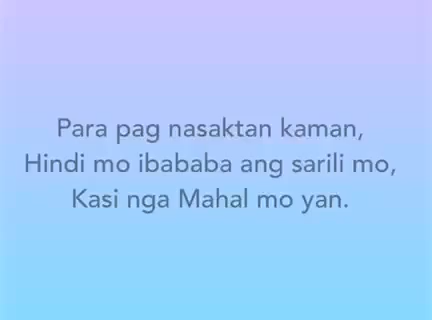 Para pag nasaktan kaman,
Hindi mo ibababa ang sarili mo,
Kasi nga Mahal mo yan.